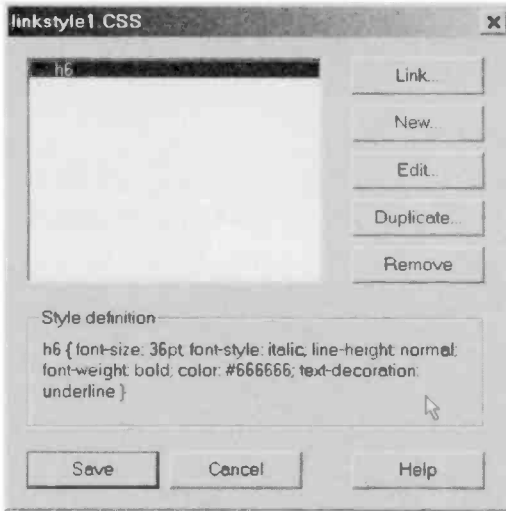 linkstyle1.CSS
h6
Link...
New...
Edit...
Duplicate...
Remove
Style definition
h6 { font-size: 36pt; font-style: italic; line-height: normal;
font-weight: bold; color: #666666; text-decoration:
underline }
Save
Cancel
Help